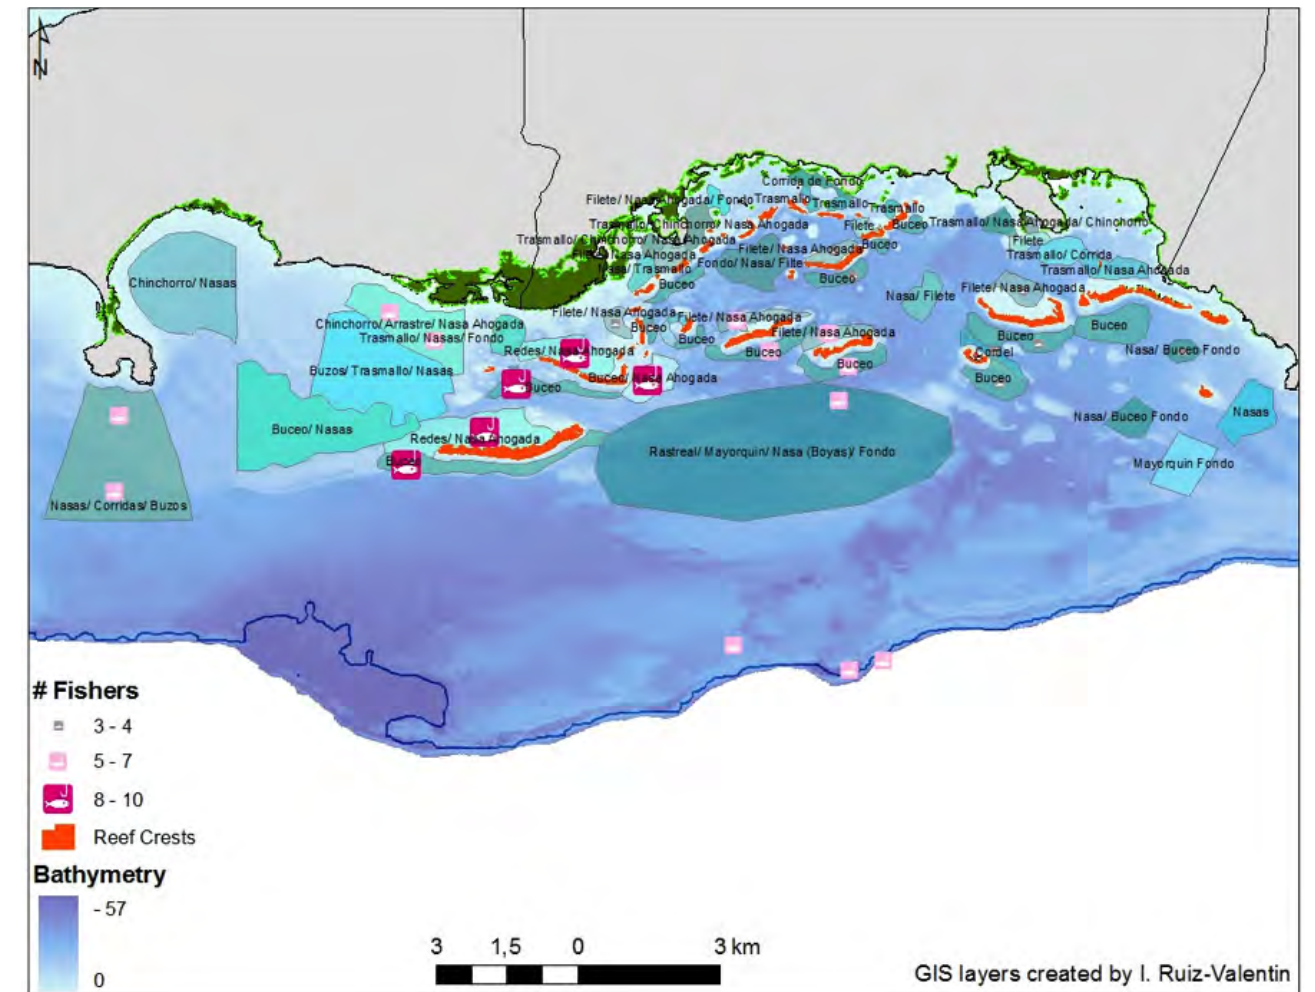 N
Corrida de Fondo
Filete/ Nasa Ahogada/ Fondo
Trasmallo
Trasmallo
Trasmallo
Trasmallo/ Chinchorro/ Nasa Ahogada
Filete
Buceo
Trasmallo/ Nasa Ahogada/ Chinchorro
Trasmallo/ Chinchorro/ Nasa Ahogada
Filete/ Nasa Ahogada
Buceo
Filete
Nasa Ahogada
Trasmallo/ Corrida
Nasa/ Trasmallo
Fondo/ Nasa/ Filte
Trasmallo/ Nasa Ahogada
Chinchorro/ Nasas
Buceo
Buceo
Filete/ Nasa Ahogada
Nasa/ Filete
Filete/ Nasa Ahogada
Filete/ Nasa Ahogada
Chinchorro/ Arrastre/ Nasa Ahogada
Buceo
Filete/ Nasa Ahogada
Buceo
Trasmallo/ Nasas/ Fondo
Buceo
Buceo
Redes/ Nasa Ahogada
Buceo
Cordel
Nasa/ Buceo Fondo
Buzos/ Trasmallo/ Nasas
Buceo
Buceo/ Nasa Ahogada
Buceo
Buceo
Nasas
Nasa/ Buceo Fondo
Buceo/ Nasas
Redes/ Nasa Ahogada
Rastreal/ Mayorquin/ Nasa (Boyas)/ Fondo
Mayorquin Fondo
Nasas/ Corridas/ Buzos
# Fishers
3 - 4
5 - 7
8 - 10
Reef Crests
Bathymetry
- 57
0
3 1,5 0 3 km
GIS layers created by I. Ruiz-Valentin